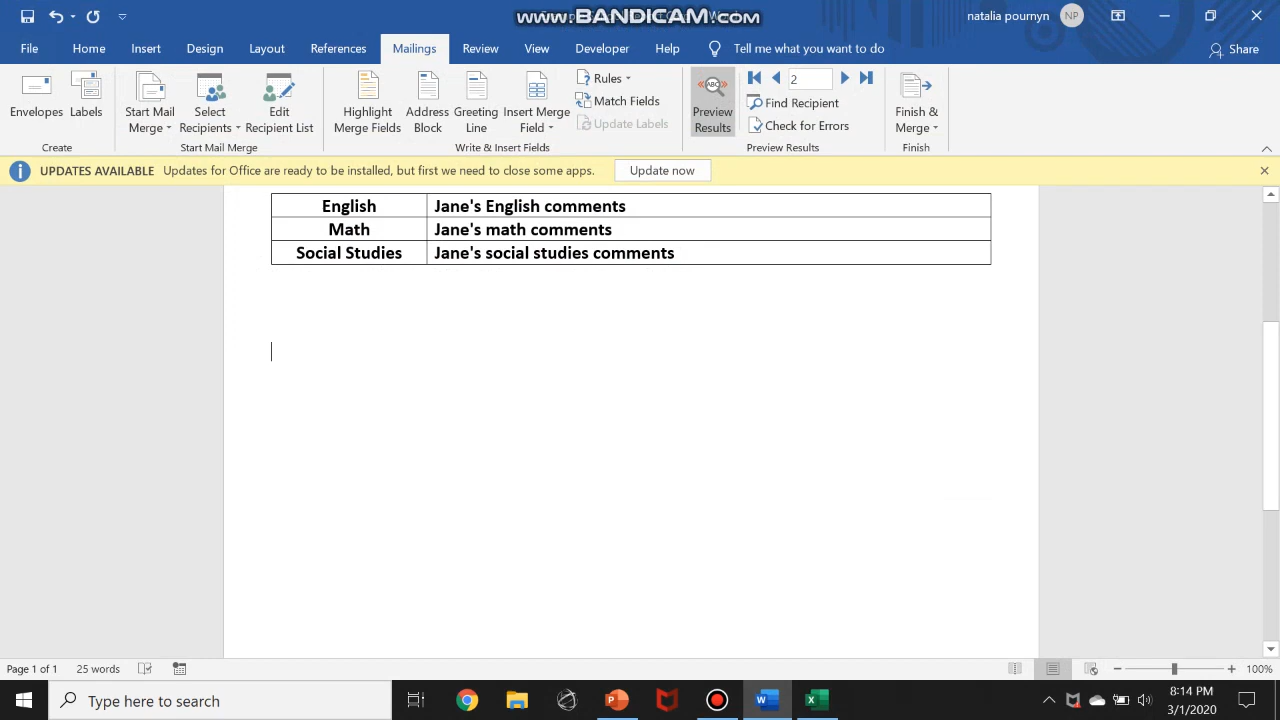 www.BANDICAM.com
natalia pournyn NP
File Home Insert Design Layout References Mailings Review View Developer Help Tell me what you want to do Share
Envelopes
Labels
Create
Start Mail
Merge
Select
Recipients
Edit
Recipient List
Start Mail Merge
Highlight
Merge Fields
Address
Block
Greeting
Line
Insert Merge
Field
Rules
Match Fields
Update Labels
Write & Insert Fields
ABC
Preview
Results
2
Find Recipient
Check for Errors
Preview Results
Finish &
Merge
Finish
UPDATES AVAILABLE Updates for Office are ready to be installed, but first we need to close some apps. Update now
English Jane's English comments
Math Jane's math comments
Social Studies Jane's social studies comments
Page 1 of 1 25 words 100%
Type here to search
8:14 PM
3/1/2020